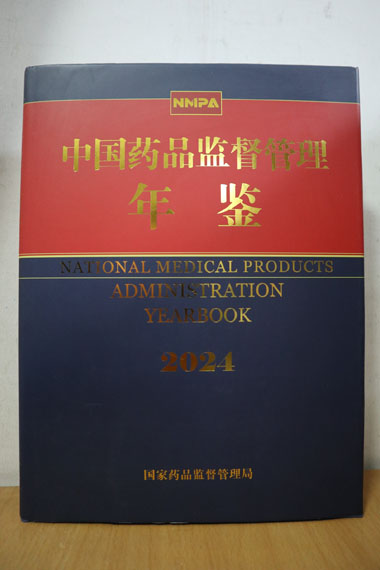 NMPA
中国药品监督管理
年 鉴
NATIONAL MEDICAL PRODUCTS
ADMINISTRATION
YEARBOOK
2024
国家药品监督管理局